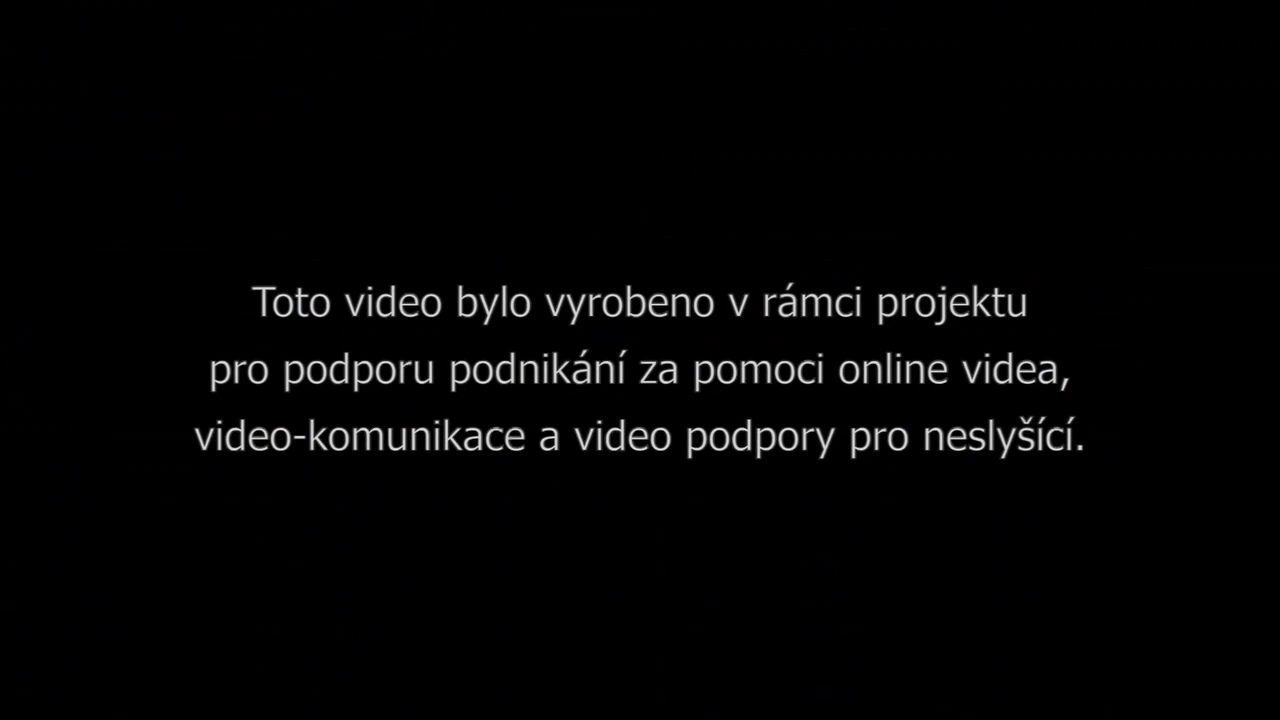 Toto video bylo vyrobeno v rámci projektu
pro podporu podnikání za pomoci online videa,
video-komunikace a video podpory pro neslyšící.